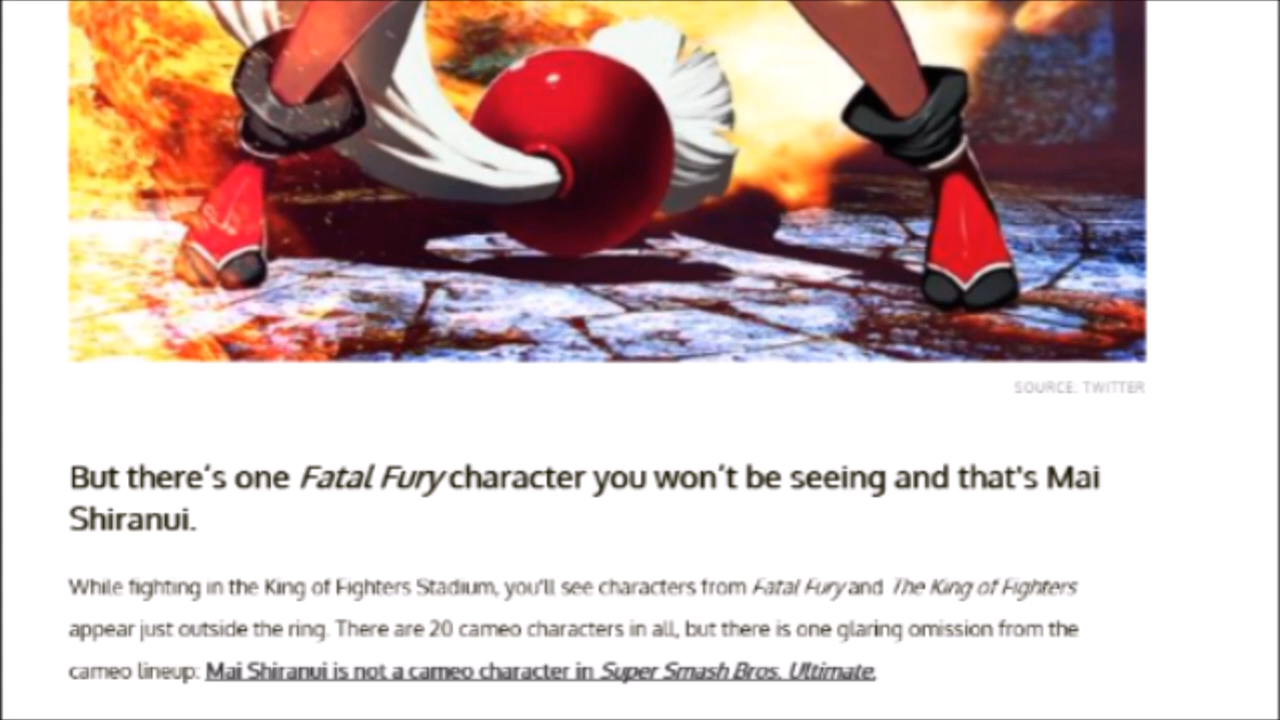 SOURCE: TWITTER
But there's one Fatal Fury character you won't be seeing and that's Mai
Shiranui.
While fighting in the King of Fighters Stadium, you'll see characters from Fatal Fury and The King of Fighters
appear just outside the ring. There are 20 cameo characters in all, but there is one glaring omission from the
cameo lineup: Mai Shiranui is not a cameo character in Super Smash Bros. Ultimate.